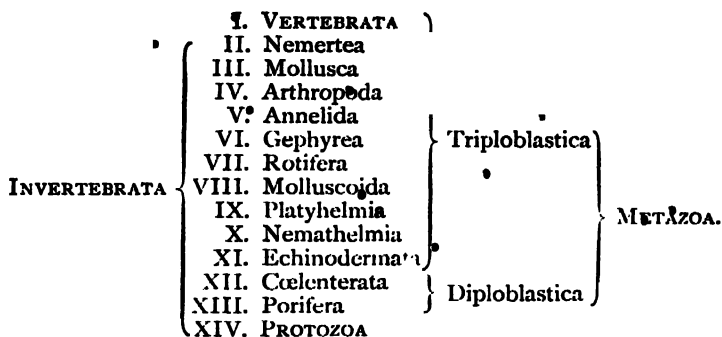 I. VERTEBRATA
II. Nemertea
III. Mollusca
IV. Arthropoda
V. Annelida
VI. Gephyrea
Triploblastica
VII. Rotifera
INVERTEBRATA
VIII. Molluscoida
IX. Platyhelmia
METAZOA.
X. Nemathelmia
XI. Echinodermata
XII. Cœlenterata
Diploblastica
XIII. Porifera
XIV. PROTOZOA